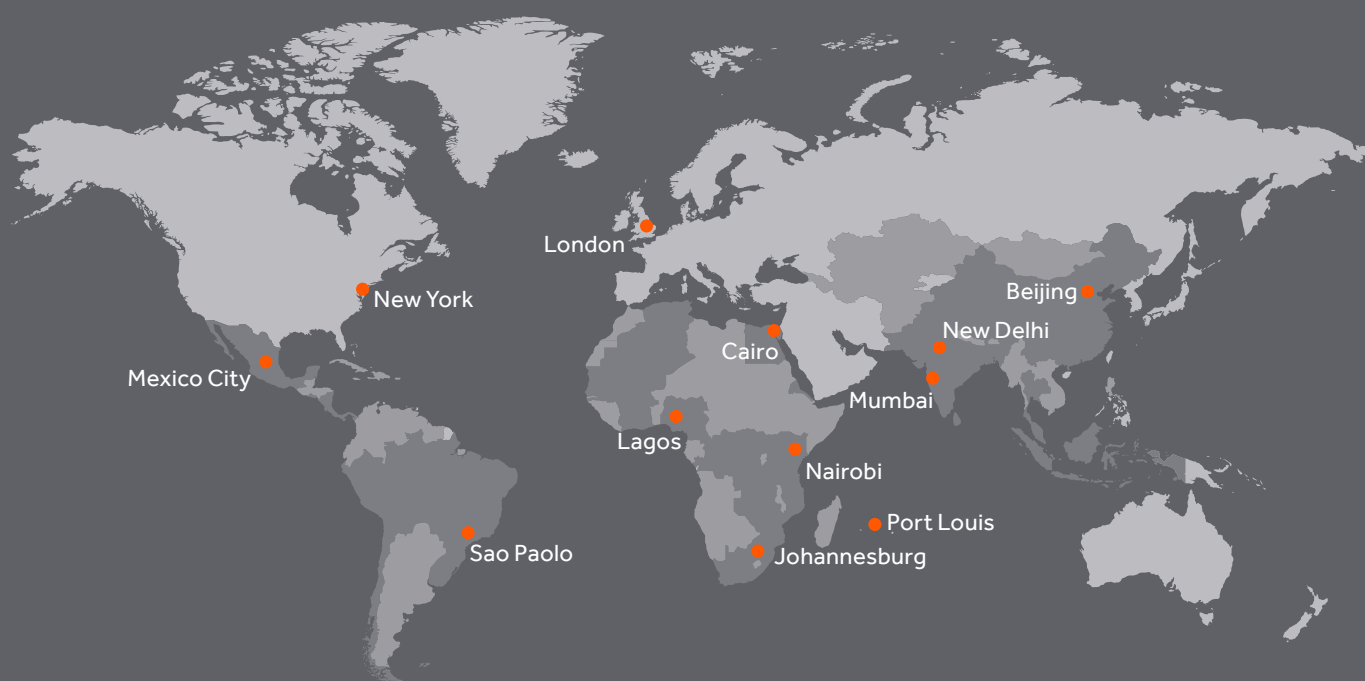 London
New York
Beijing
New Delhi
Cairo
Mexico City
Mumbai
Lagos
Nairobi
Port Louis
Sao Paolo
Johannesburg